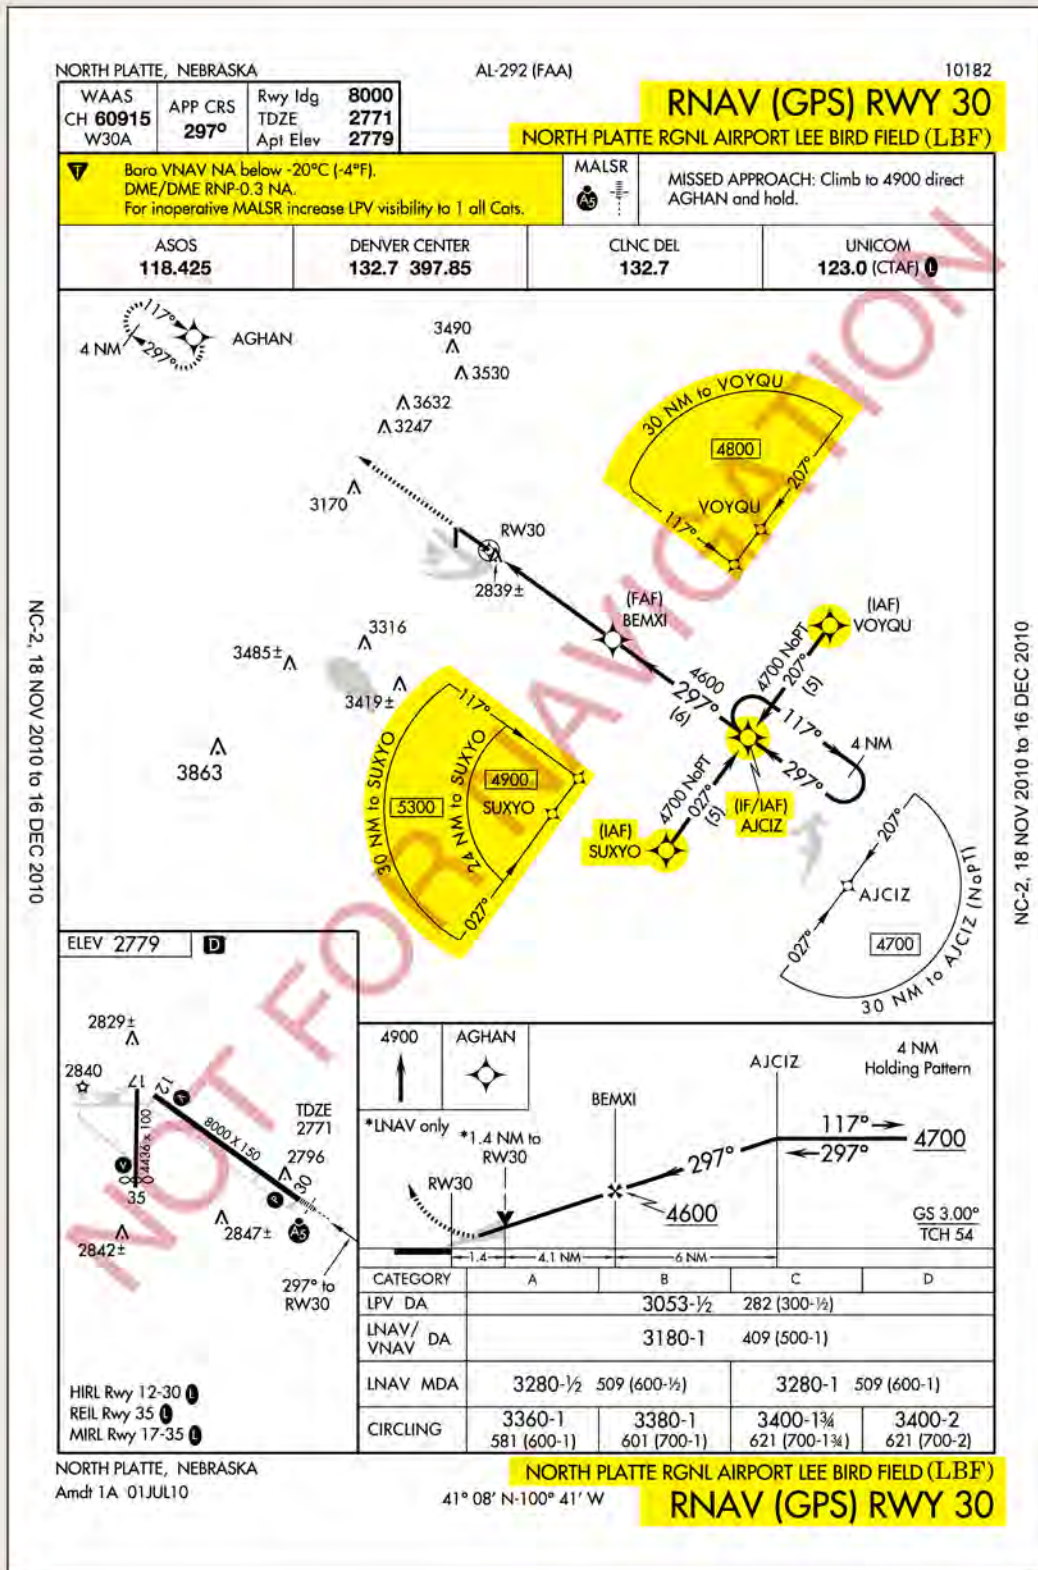 NORTH PLATTE, NEBRASKA
AL-292 (FAA)
10182
WAAS
CH 60915
W30A
APP CRS
297°
Rwy ldg 8000
TDZE 2771
Apt Elev 2779
RNAV (GPS) RWY 30
NORTH PLATTE RGNL AIRPORT LEE BIRD FIELD (LBF)
T
Baro VNAV NA below -20°C (-4°F).
DME/DME RNP-0.3 NA.
For inoperative MALSR increase LPV visibility to 1 all Cats.
MALSR
A5
MISSED APPROACH: Climb to 4900 direct
AGHAN and hold.
ASOS
118.425
DENVER CENTER
132.7 397.85
CLNC DEL
132.7
UNICOM
123.0 (CTAF) L
NOT FOR NAVIGATION
117°
4 NM
297°
AGHAN
3490
3530
3632
3247
3170
30 NM to VOYQU
4800
207°
VOYQU
117°
RW30
2839±
(FAF)
BEMXI
(IAF)
VOYQU
4700 NoPT
207°
(5)
3316
3485±
3419±
3863
4600
297°
(6)
117°
4 NM
297°
117°
30 NM to SUXYO
24 NM to SUXYO
4900
5300
SUXYO
027°
4700 NoPT
027°
(5)
(IF/IAF)
AJCIZ
(IAF)
SUXYO
207°
AJCIZ
027°
4700
30 NM to AJCIZ (NoPT)
NC-2, 18 NOV 2010 to 16 DEC 2010
NC-2, 18 NOV 2010 to 16 DEC 2010
ELEV 2779
D
2829±
2840
17
12
A
4436 x 100
8000 X 150
TDZE
2771
V
2796
30
P
35
A5
2842±
2847±
297° to
RW30
HIRL Rwy 12-30 L
REIL Rwy 35 L
MIRL Rwy 17-35 L
4900
AGHAN
*LNAV only
*1.4 NM to
RW30
RW30
BEMXI
AJCIZ
4 NM
Holding Pattern
117°
297°
4700
297°
4600
GS 3.00°
TCH 54
1.4
4.1 NM
6 NM
CATEGORY A B C D
LPV DA 3053-½ 282 (300-½)
LNAV/
VNAV DA 3180-1 409 (500-1)
LNAV MDA 3280-½ 509 (600-½) 3280-1 509 (600-1)
CIRCLING
3360-1 3380-1 3400-1¾ 3400-2
581 (600-1) 601 (700-1) 621 (700-1¾) 621 (700-2)
NORTH PLATTE, NEBRASKA
Amdt 1A 01JUL10
41° 08' N-100° 41' W
NORTH PLATTE RGNL AIRPORT LEE BIRD FIELD (LBF)
RNAV (GPS) RWY 30